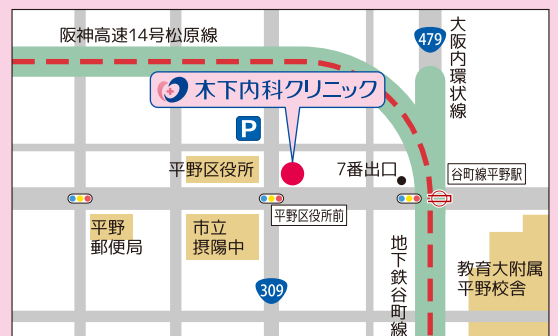 阪神高速14号松原線
479
大阪内環状線
木下内科クリニック
P
平野区役所
7番出口
谷町線平野駅
平野区役所前
平野
郵便局
市立
摂陽中
地下鉄谷町線
教育大附属
平野校舎
309